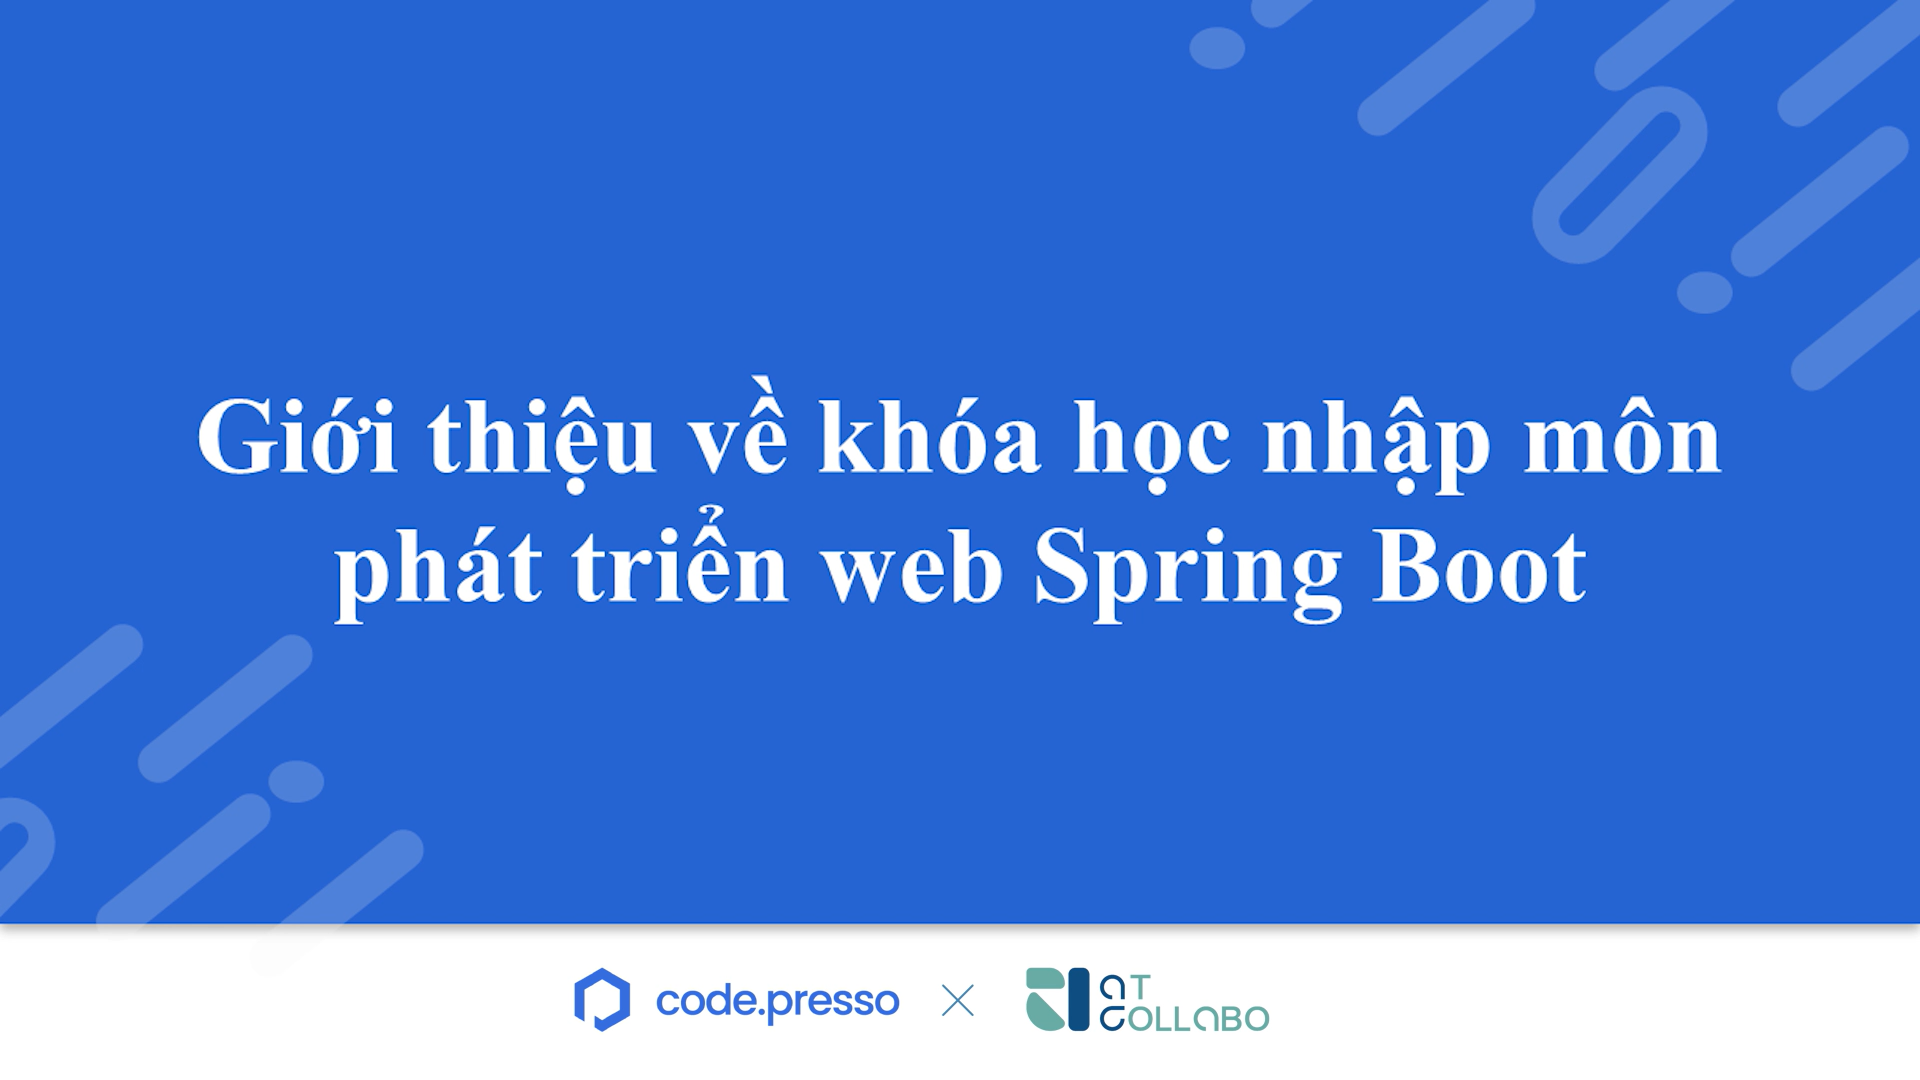 Giới thiệu về khóa học nhập môn
phát triển web Spring Boot
code.presso
AT
COLLABO